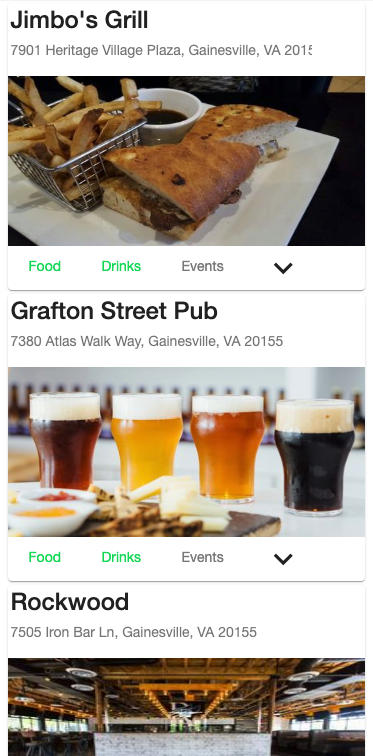 Jimbo's Grill
7901 Heritage Village Plaza, Gainesville, VA 2015
Food Drinks Events
Grafton Street Pub
7380 Atlas Walk Way, Gainesville, VA 20155
Food Drinks Events
Rockwood
7505 Iron Bar Ln, Gainesville, VA 20155